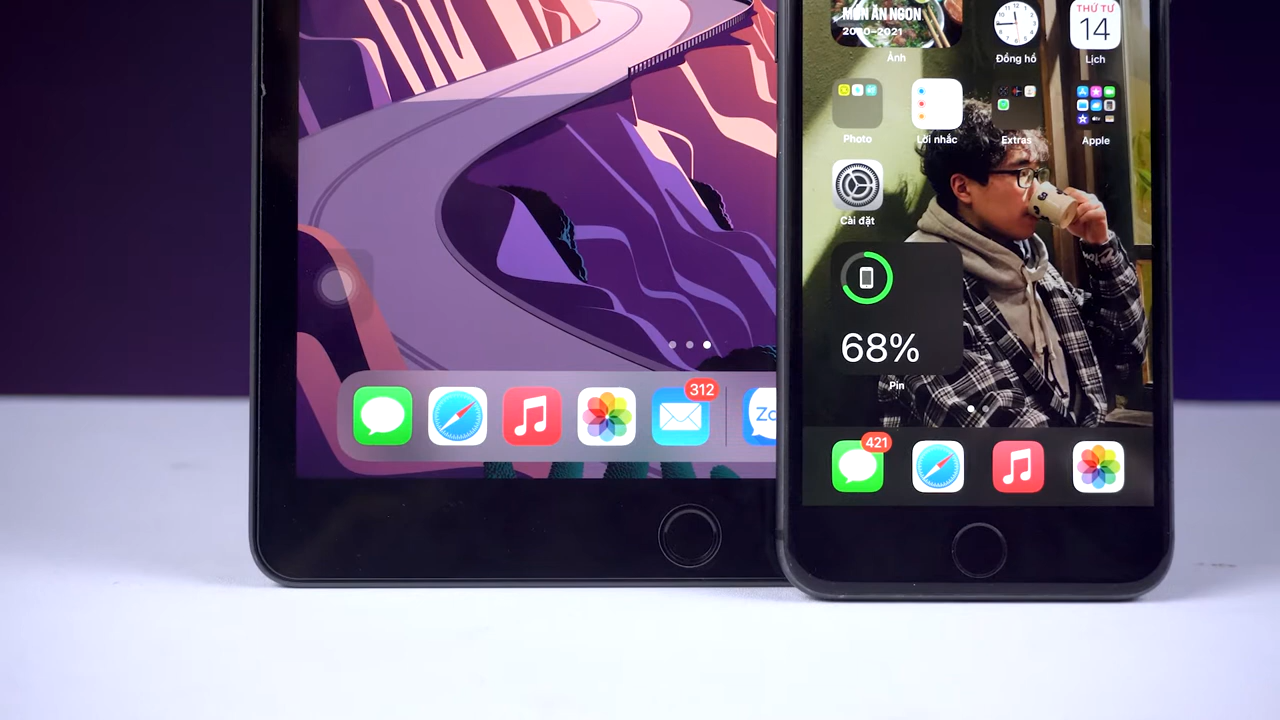 MÓN ĂN NGON
2020-2021
Ảnh
Đồng hồ
THỨ TƯ
14
Lịch
Photo
Lời nhắc
Extras
Apple
Cài đặt
68%
Pin
312
Za
421